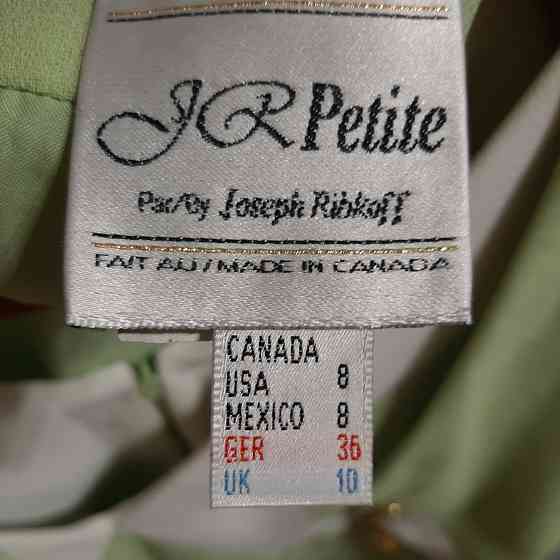 JR Petite
Par/By Joseph Ribkoff
FAIT AU/MADE IN CANADA
CANADA
USA 8
MEXICO 8
GER 36
UK 10